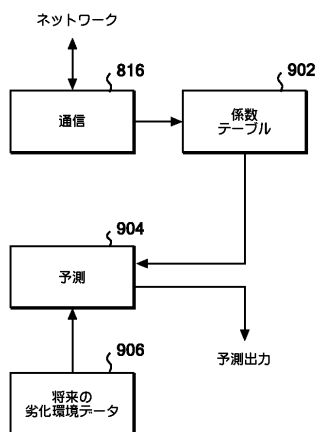 ネットワーク
816
通信
902
係数
テーブル
904
予測
予測出力
906
将来の
劣化環境データ